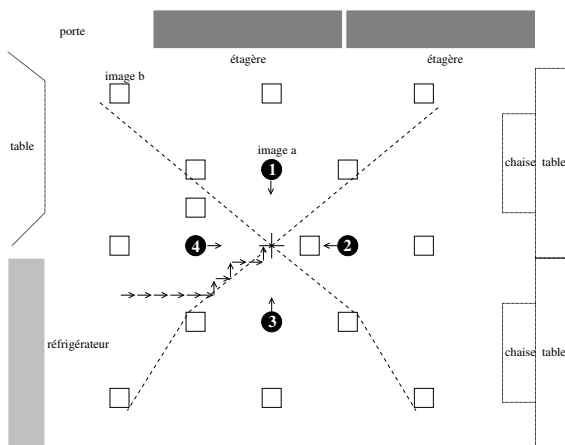 porte
étagère
étagère
image b
table
image a
1
chaise
table
4
2
3
réfrigérateur
chaise
table